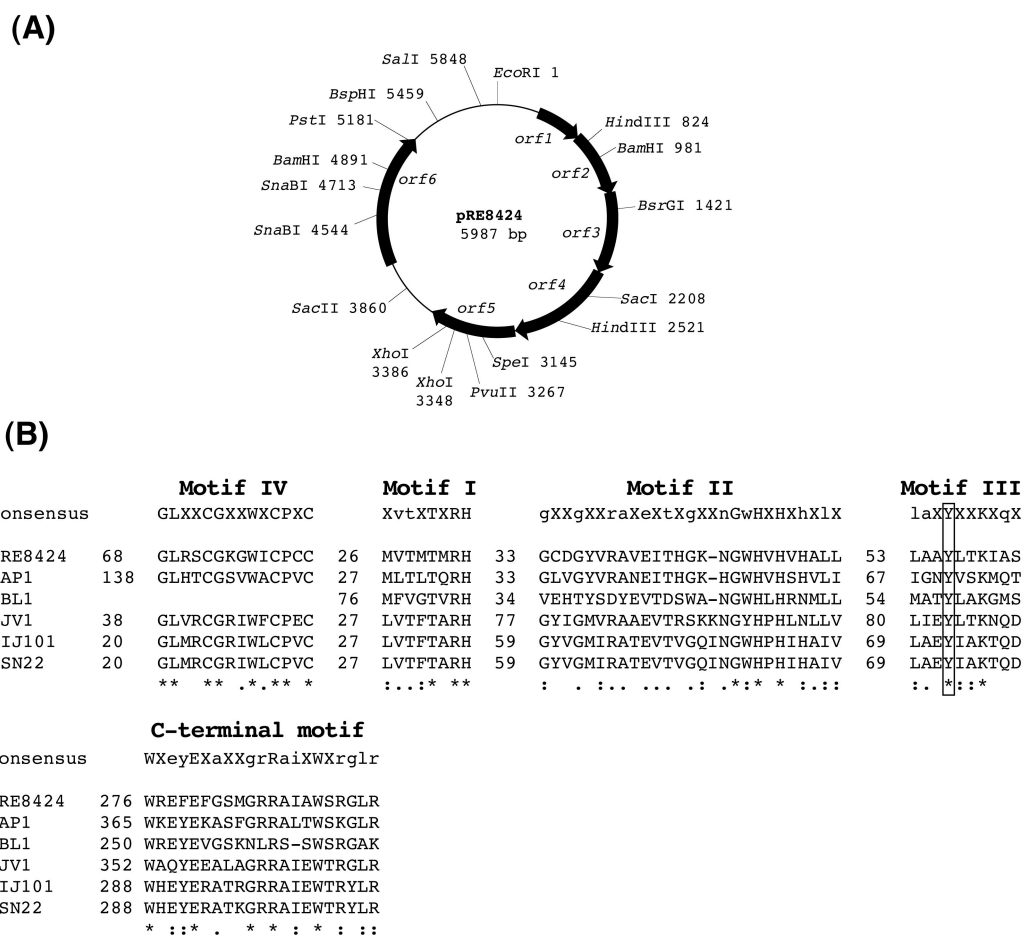 (A)
SalI 5848
EcoRI 1
BspHI 5459
PstI 5181
HindIII 824
orf1
BamHI 981
BamHI 4891
orf6
orf2
SnaBI 4713
BsrGI 1421
pRE8424
5987 bp
SnaBI 4544
orf3
orf4
SacI 2208
SacII 3860
orf5
HindIII 2521
XhoI
3386
SpeI 3145
XhoI
3348
PvuII 3267
(B)
Motif IV Motif I Motif II Motif III
onsensus GLXXCGXXWXCPXC XvtXTXRH gXXgXXraXeXtXgXXnGwHXHXhXlX laXYXXKXqX
RE8424 68 GLRSCGKGWICPCC 26 MVTMTMRH 33 GCDGYVRAVEITHGK-NGWHVHVHALL 53 LAAYLTKIAS
AP1 138 GLHTCGSVWACPVC 27 MLTLTQRH 33 GLVGYVRANEITHGK-HGWHVHSHVLI 67 IGNYVSKMQT
BL1 76 MFVGTVRH 34 VEHTYSDYEVTDSWA-NGWHLHRNMLL 54 MATYLAKGMS
JV1 38 GLVRCGRIWFCPEC 27 LVTFTARH 77 GYIGMVRAAEVTRSKKNGYHPHLNLLV 80 LIEYLTKNQD
IJ101 20 GLMRCGRIWLCPVC 27 LVTFTARH 59 GYVGMIRATEVTVGQINGWHPHIHAIV 69 LAEYIAKTQD
SN22 20 GLMRCGRIWLCPVC 27 LVTFTARH 59 GYVGMIRATEVTVGQINGWHPHIHAIV 69 LAEYIAKTQD
** ** .*.** * :..:* ** : . :.. ... .: .*:*:* :.:: :. *::*
C-terminal motif
onsensus WXeyEXaXXgrRaiXWXrglr
RE8424 276 WREFEFGSMGRRAIAWSRGLR
AP1 365 WKEYEKASFGRRALTWSKGLR
BL1 250 WREYEVGSKNLRS-SWSRGAK
JV1 352 WAQYEEALAGRRAIEWTRGLR
IJ101 288 WHEYERATRGRRAIEWTRYLR
SN22 288 WHEYERATKGRRAIEWTRYLR
* ::* . * * : * : ::